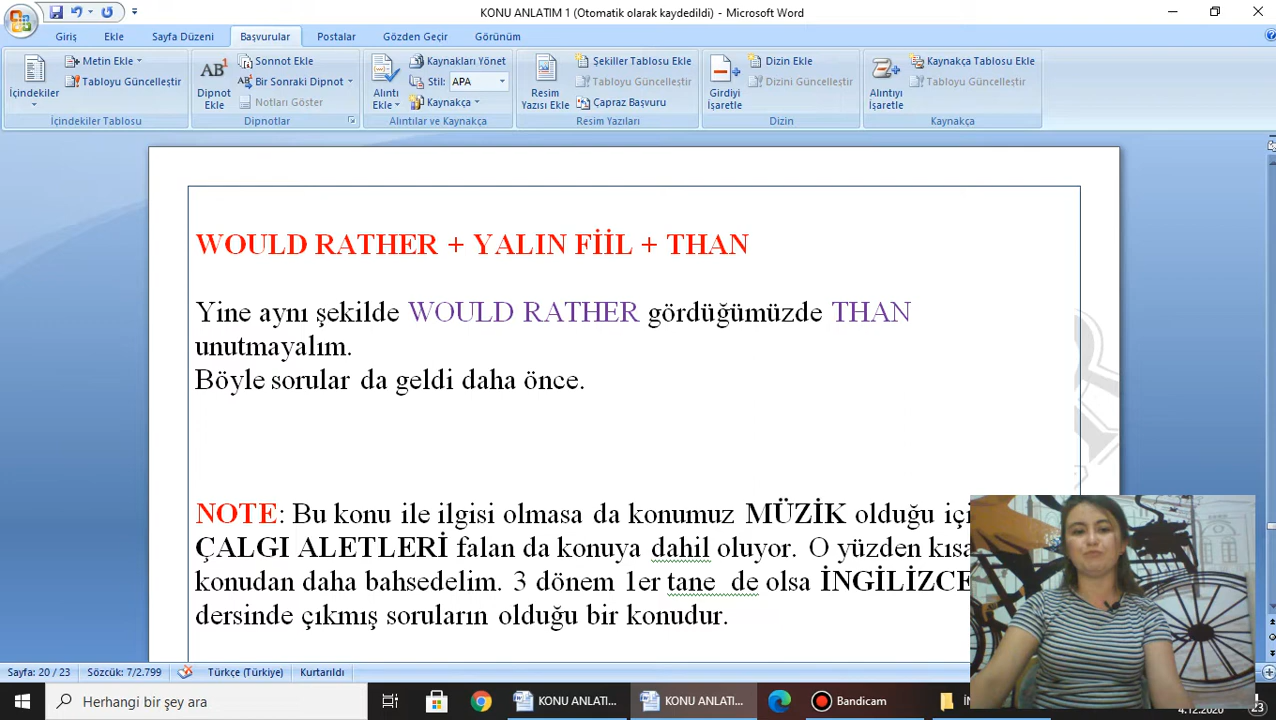 KONU ANLATIM 1 (Otomatik olarak kaydedildi) - Microsoft Word
Giriş Ekle Sayfa Düzeni Başvurular Postalar Gözden Geçir Görünüm
İçindekiler
Metin Ekle
Tabloyu Güncelleştir
İçindekiler Tablosu
AB1
Dipnot Ekle
Sonnot Ekle
Bir Sonraki Dipnot
Notları Göster
Dipnotlar
Alıntı Ekle
Kaynakları Yönet
Stil: APA
Kaynakça
Alıntılar ve Kaynakça
Resim Yazısı Ekle
Şekiller Tablosu Ekle
Tabloyu Güncelleştir
Çapraz Başvuru
Resim Yazıları
Girdiyi İşaretle
Dizin Ekle
Dizini Güncelleştir
Dizin
Alıntıyı İşaretle
Kaynakça Tablosu Ekle
Tabloyu Güncelleştir
Kaynakça
WOULD RATHER + YALIN FİİL + THAN
Yine aynı şekilde WOULD RATHER gördüğümüzde THAN
unutmayalım.
Böyle sorular da geldi daha önce.
NOTE: Bu konu ile ilgisi olmasa da konumuz MÜZİK olduğu içi
ÇALGI ALETLERİ falan da konuya dahil oluyor. O yüzden kısa
konudan daha bahsedelim. 3 dönem 1er tane de olsa İNGİLİZCE
dersinde çıkmış soruların olduğu bir konudur.
Sayfa: 20 / 23 Sözcük: 7/2.799 Türkçe (Türkiye) Kurtarıldı
Herhangi bir şey ara
KONU ANLATI... KONU ANLATI... Bandicam
4.12.2020
23